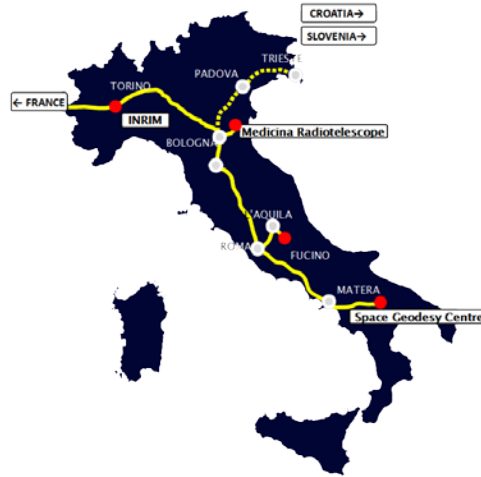 CROATIA→
SLOVENIA→
TRIESTE
PADOVA
TORINO
← FRANCE
INRIM
Medicina Radiotelescope
BOLOGNA
L'AQUILA
ROMA
FUCINO
MATERA
Space Geodesy Centre